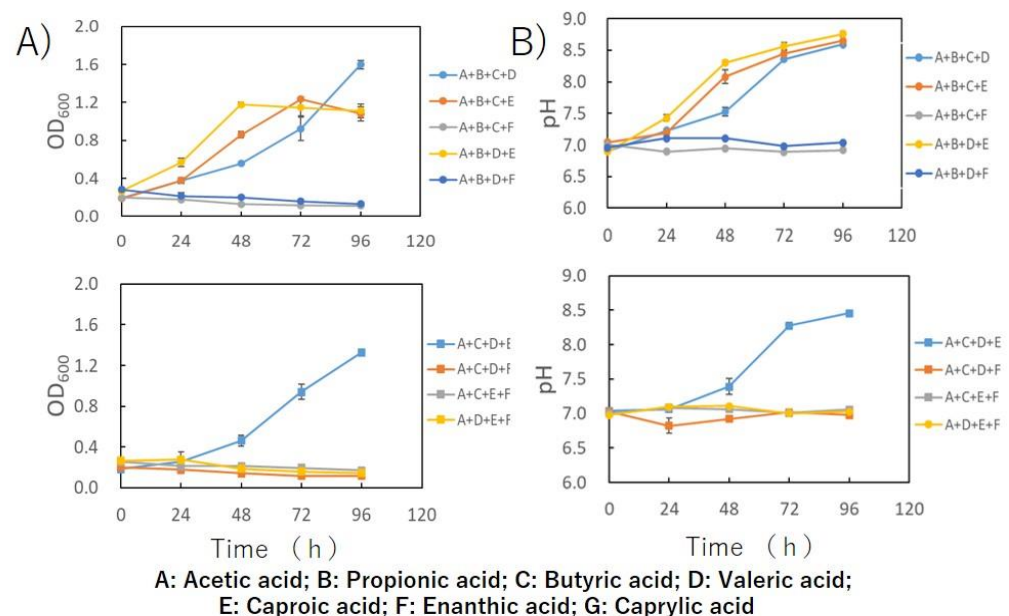 A)
OD600
2.0
1.6
1.2
0.8
0.4
0.0
0 24 48 72 96 120
A+B+C+D
A+B+C+E
A+B+C+F
A+B+D+E
A+B+D+F
B)
pH
9.0
8.5
8.0
7.5
7.0
6.5
6.0
0 24 48 72 96 120
A+B+C+D
A+B+C+E
A+B+C+F
A+B+D+E
A+B+D+F
OD600
2.0
1.6
1.2
0.8
0.4
0.0
0 24 48 72 96 120
Time (h)
A+C+D+E
A+C+D+F
A+C+E+F
A+D+E+F
pH
9.0
8.5
8.0
7.5
7.0
6.5
6.0
0 24 48 72 96 120
Time (h)
A+C+D+E
A+C+D+F
A+C+E+F
A+D+E+F
A: Acetic acid; B: Propionic acid; C: Butyric acid; D: Valeric acid;
E: Caproic acid; F: Enanthic acid; G: Caprylic acid